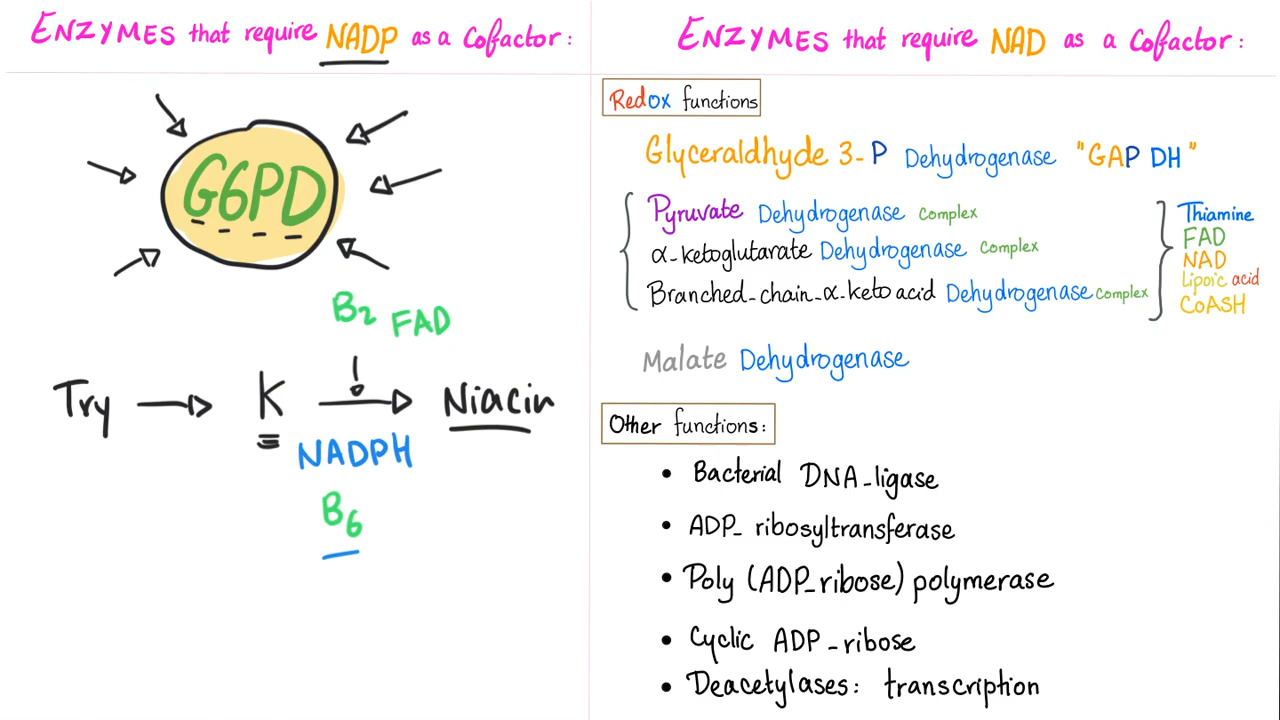 ENZYMES that require NADP as a Cofactor:
G6PD
B2 FAD
Try → K → Niacin
NADPH
B6
ENZYMES that require NAD as a Cofactor:
Redox functions
Glyceraldhyde 3-P Dehydrogenase "GAPDH"
Pyruvate Dehydrogenase Complex
α-ketoglutarate Dehydrogenase Complex
Branched-chain-α-keto acid Dehydrogenase Complex
Thiamine
FAD
NAD
Lipoic acid
CoASH
Malate Dehydrogenase
Other functions:
• Bacterial DNA-ligase
• ADP-ribosyltransferase
• Poly (ADP-ribose) polymerase
• Cyclic ADP-ribose
• Deacetylases: transcription